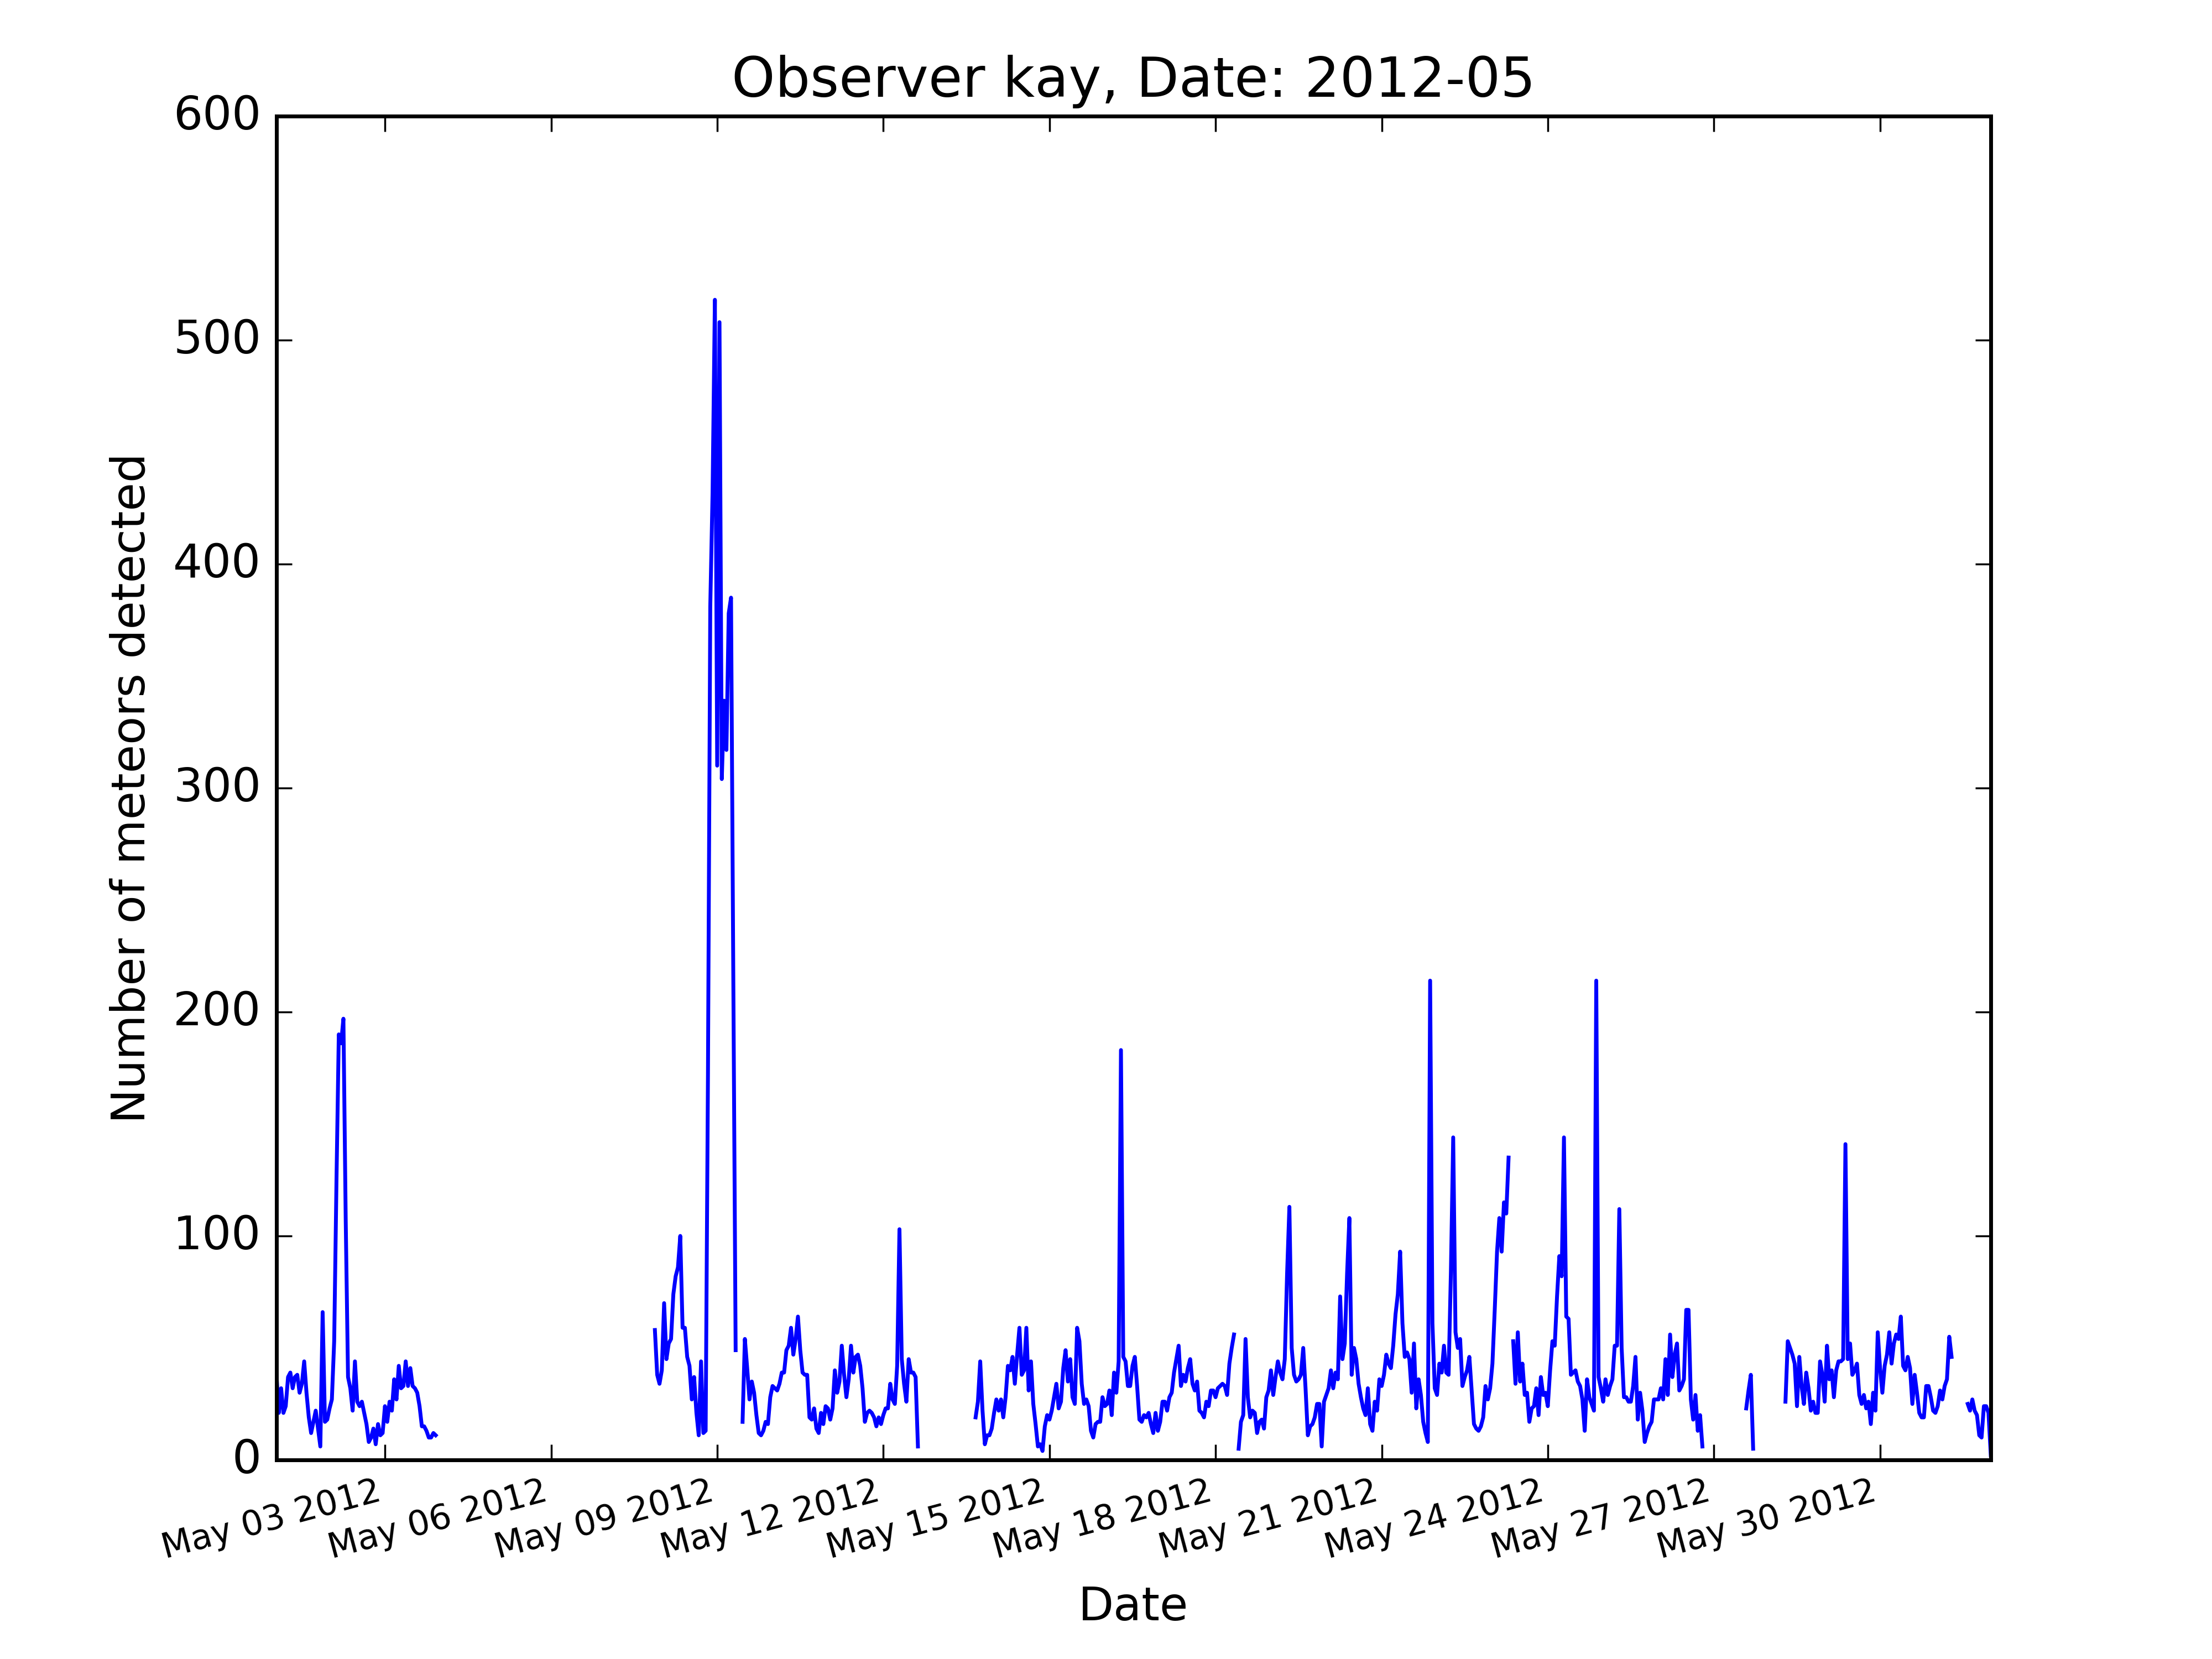 Observer kay, Date: 2012-05
600
500
400
300
200
100
0
Number of meteors detected
May 03 2012
May 06 2012
May 09 2012
May 12 2012
May 15 2012
May 18 2012
May 21 2012
May 24 2012
May 27 2012
May 30 2012
Date